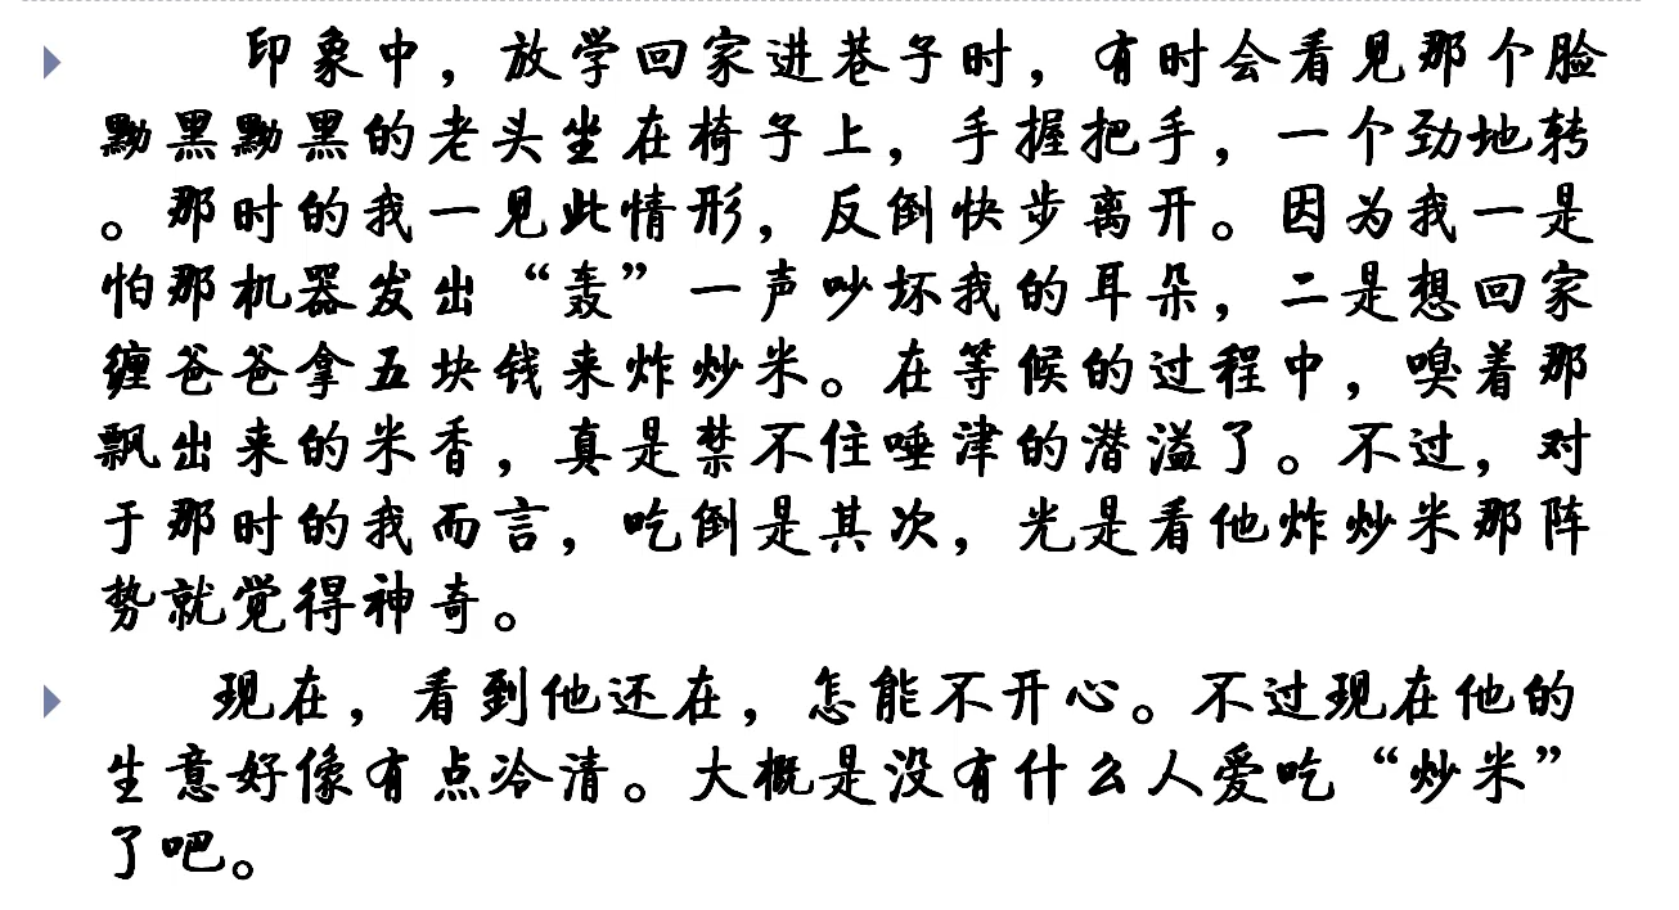 印象中，放学回家进巷子时，有时会看见那个脸
黝黑黝黑的老头坐在椅子上，手握把手，一个劲地转
。那时的我一见此情形，反倒快步离开。因为我一是
怕那机器发出“轰”一声吵坏我的耳朵，二是想回家
缠爸爸拿五块钱来炸炒米。在等候的过程中，嗅着那
飘出来的米香，真是禁不住唾津的潜溢了。不过，对
于那时的我而言，吃倒是其次，光是看他炸炒米那阵
势就觉得神奇。
现在，看到他还在，怎能不开心。不过现在他的
生意好像有点冷清。大概是没有什么人爱吃“炒米”
了吧。